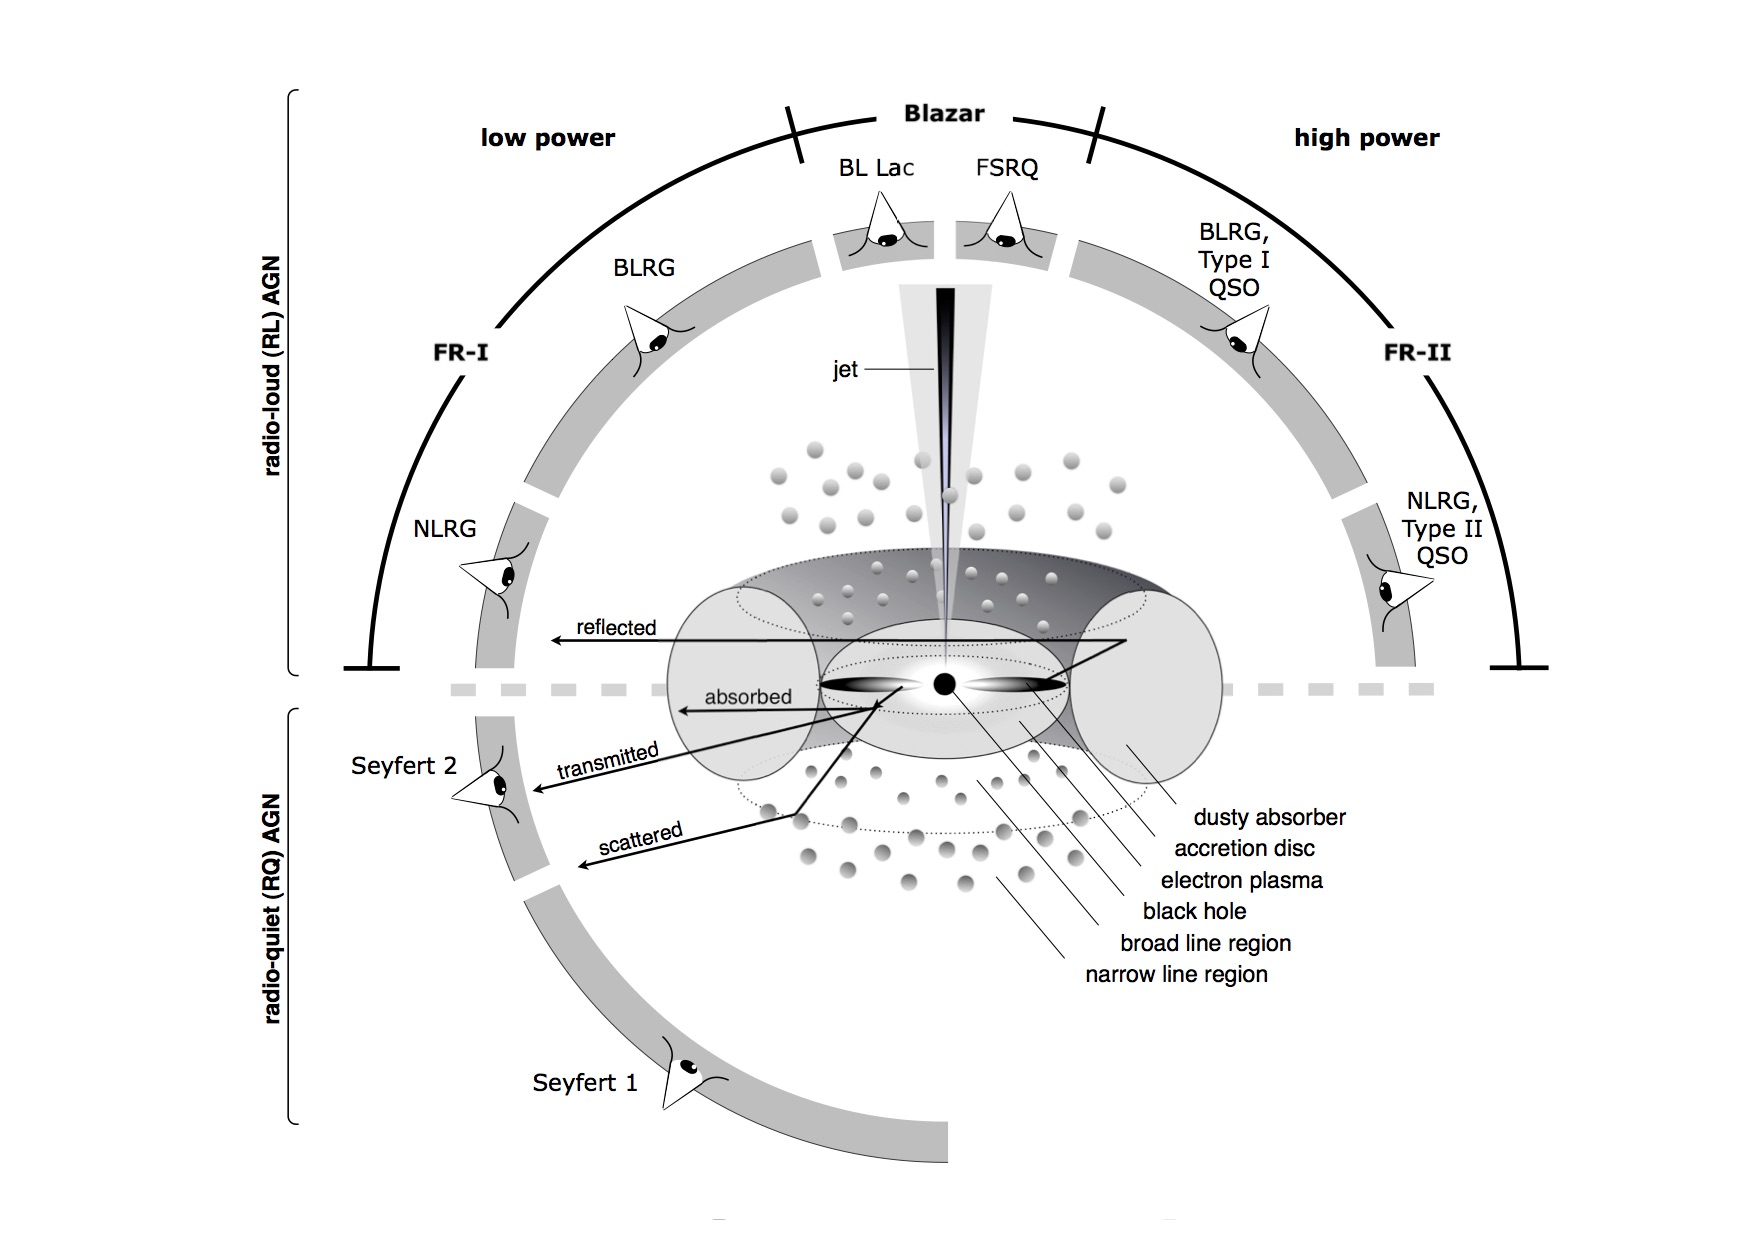 Blazar
low power
high power
BL Lac
FSRQ
BLRG,
Type I
QSO
BLRG
radio-loud (RL) AGN
FR-I
FR-II
jet
NLRG
NLRG,
Type II
QSO
reflected
absorbed
transmitted
scattered
Seyfert 2
radio-quiet (RQ) AGN
dusty absorber
accretion disc
electron plasma
black hole
broad line region
narrow line region
Seyfert 1